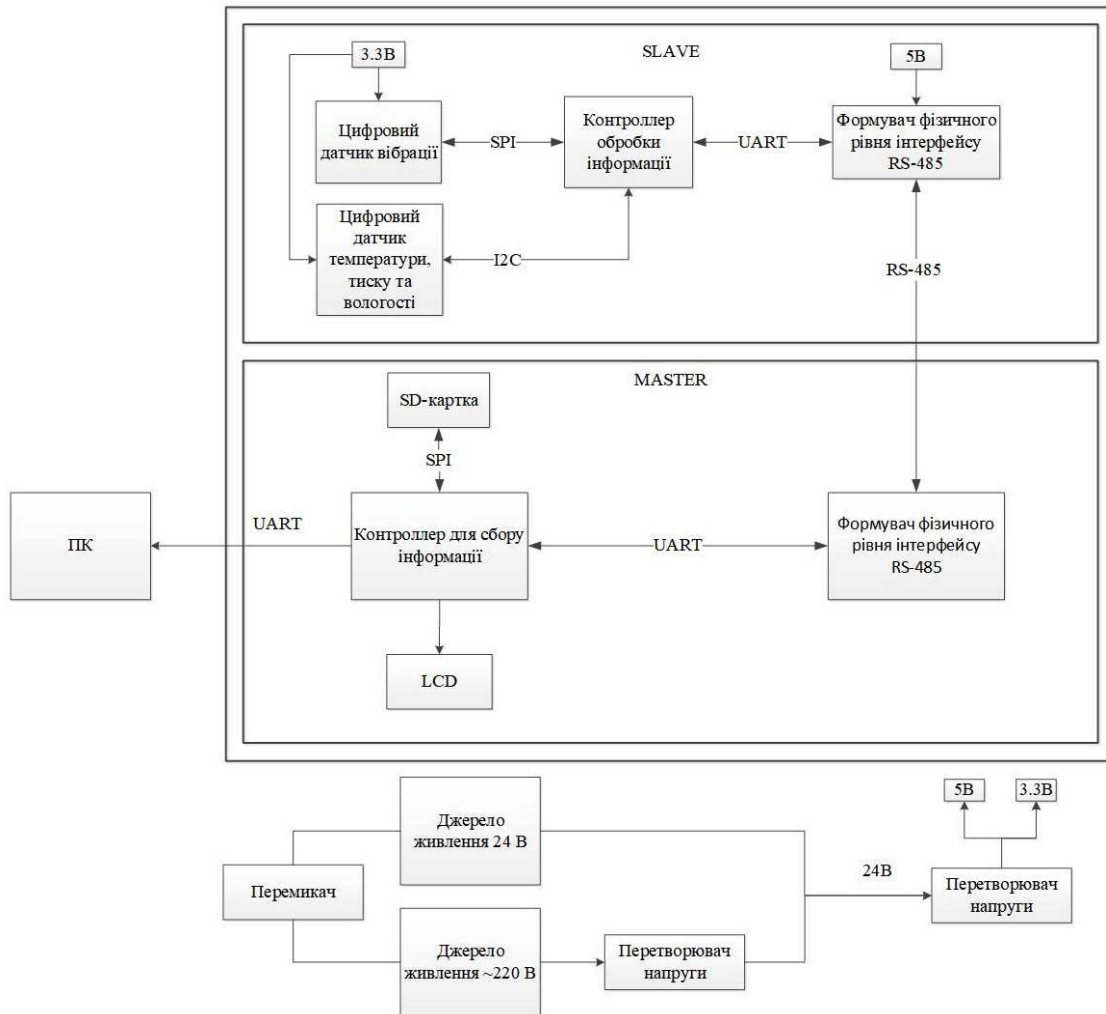 SLAVE
3.3В
5В
Цифровий
датчик вібрації
SPI
Контроллер
обробки
інформації
UART
Формувач фізичного
рівня інтерфейсу
RS-485
Цифровий
датчик
температури,
тиску та
вологості
I2C
RS-485
MASTER
SD-картка
SPI
ПК
UART
Контроллер для сбору
інформації
UART
Формувач фізичного
рівня інтерфейсу
RS-485
LCD
5В
3.3В
Джерело
живлення 24 В
Перемикач
24В
Перетворювач
напруги
Джерело
живлення ~220 В
Перетворювач
напруги